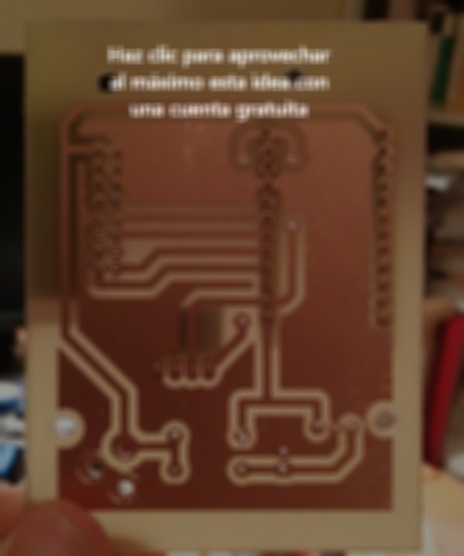 Haz clic para aprovechar
al máximo esta idea con
una cuenta gratuita